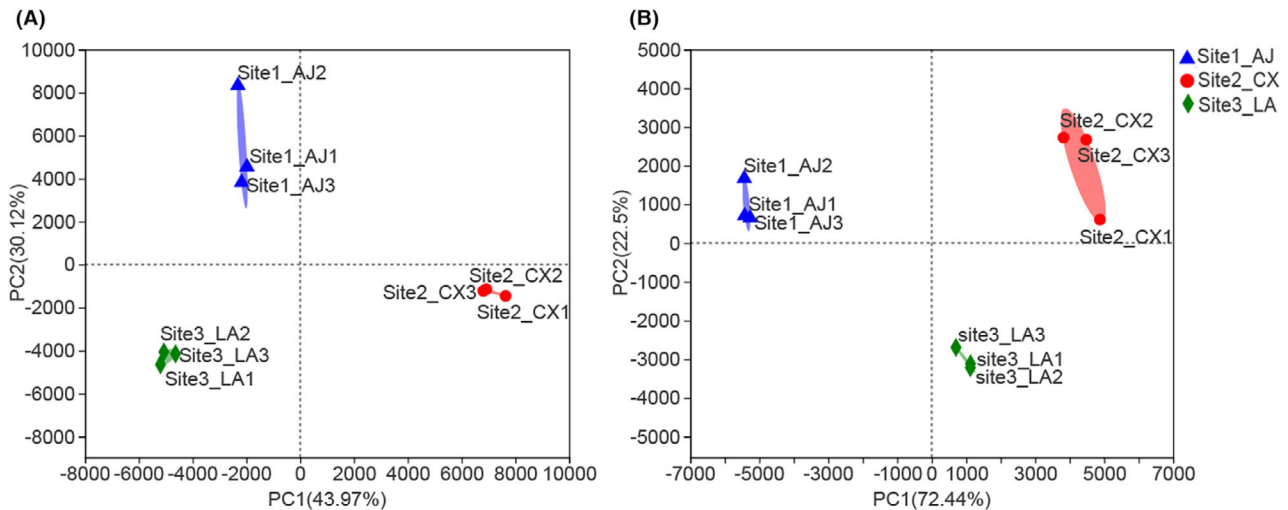 (A)
10000
8000
6000
4000
2000
0
-2000
-4000
-6000
-8000
PC2(30.12%)
Site1_AJ2
Site1_AJ1
Site1_AJ3
Site2_CX2
Site2_CX3
Site2_CX1
Site3_LA2
Site3_LA3
Site3_LA1
-8000 -6000 -4000 -2000 0 2000 4000 6000 8000 10000
PC1(43.97%)
(B)
5000
4000
3000
2000
1000
0
-1000
-2000
-3000
-4000
-5000
PC2(22.5%)
Site2_CX2
Site2_CX3
Site1_AJ2
Site1_AJ1
Site1_AJ3
Site2_CX1
site3_LA3
site3_LA1
site3_LA2
-7000 -5000 -3000 -1000 0 1000 3000 5000 7000
PC1(72.44%)
Site1_AJ
Site2_CX
Site3_LA